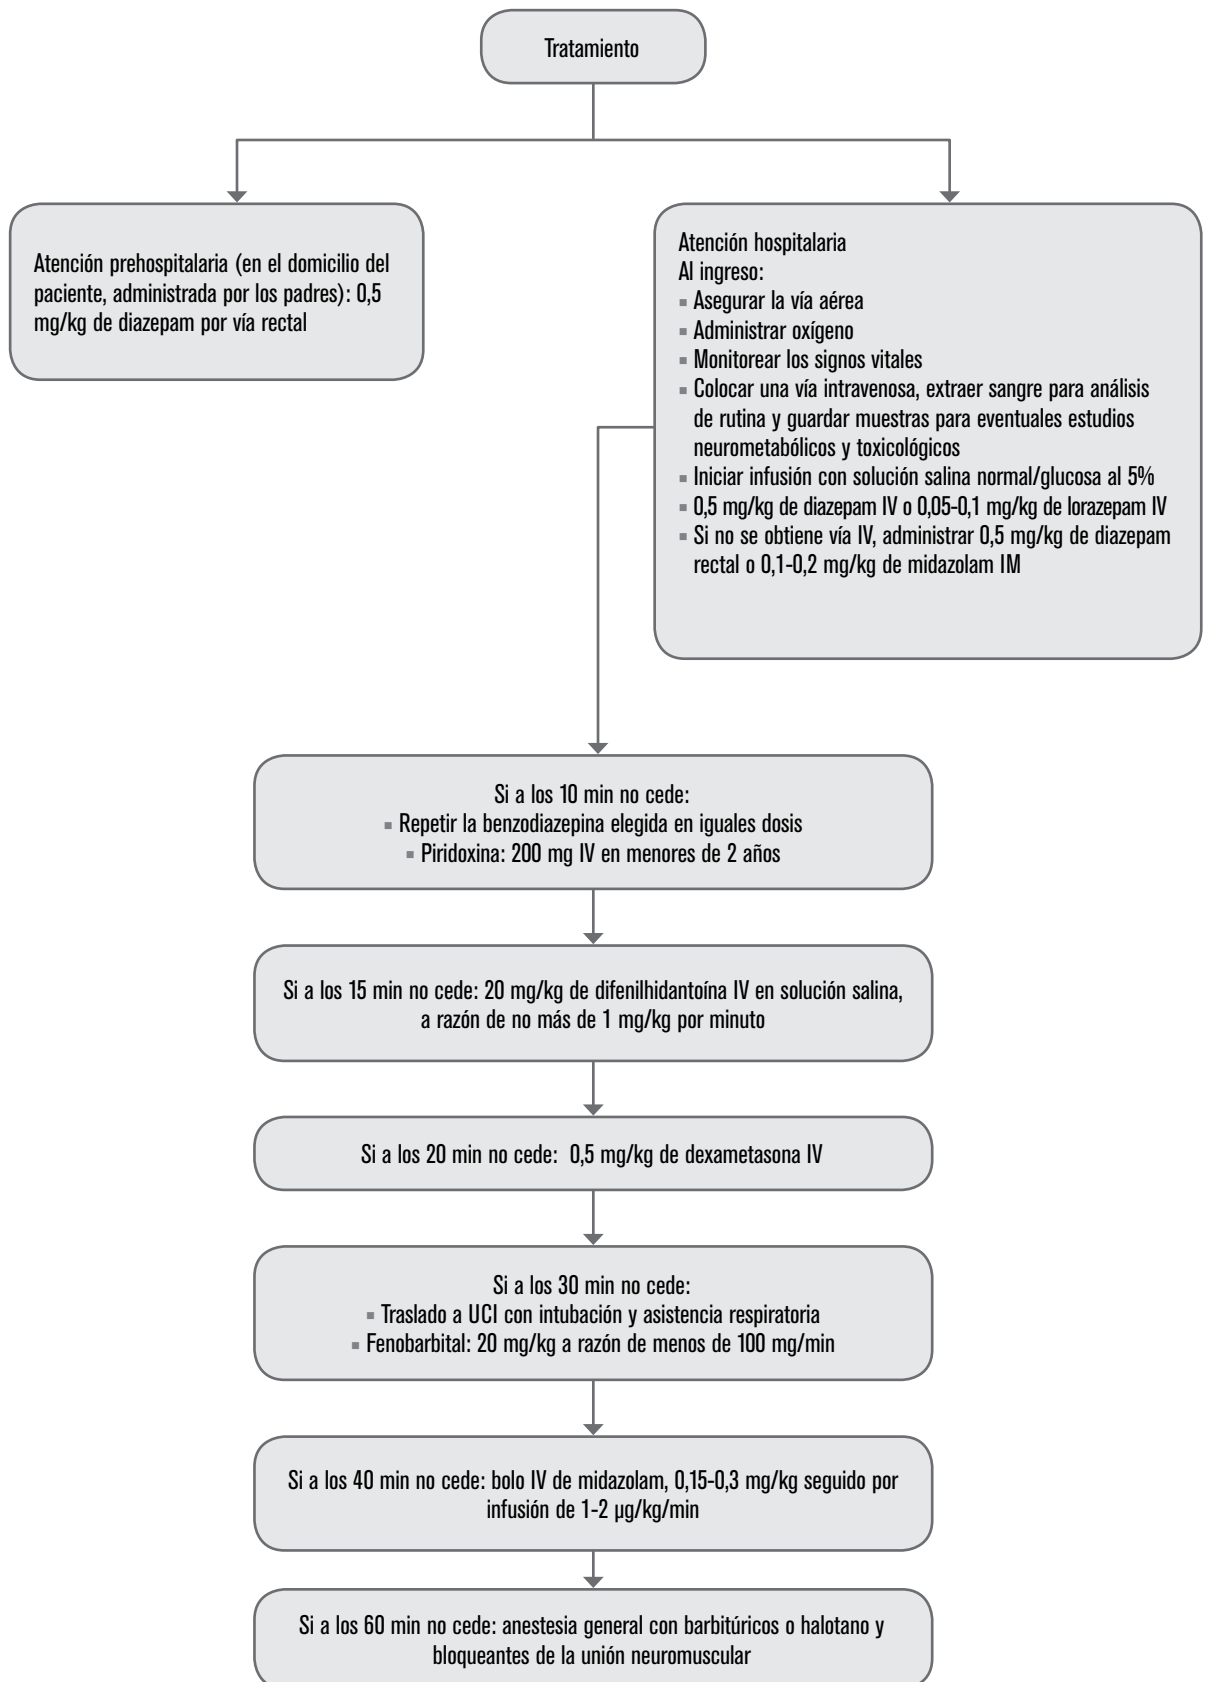 Tratamiento
Atención prehospitalaria (en el domicilio del
paciente, administrada por los padres): 0,5
mg/kg de diazepam por vía rectal
Atención hospitalaria
Al ingreso:
▪ Asegurar la vía aérea
▪ Administrar oxígeno
▪ Monitorear los signos vitales
▪ Colocar una vía intravenosa, extraer sangre para análisis
de rutina y guardar muestras para eventuales estudios
neurometabólicos y toxicológicos
▪ Iniciar infusión con solución salina normal/glucosa al 5%
▪ 0,5 mg/kg de diazepam IV o 0,05-0,1 mg/kg de lorazepam IV
▪ Si no se obtiene vía IV, administrar 0,5 mg/kg de diazepam
rectal o 0,1-0,2 mg/kg de midazolam IM
Si a los 10 min no cede:
▪ Repetir la benzodiazepina elegida en iguales dosis
▪ Piridoxina: 200 mg IV en menores de 2 años
Si a los 15 min no cede: 20 mg/kg de difenilhidantoína IV en solución salina,
a razón de no más de 1 mg/kg por minuto
Si a los 20 min no cede: 0,5 mg/kg de dexametasona IV
Si a los 30 min no cede:
▪ Traslado a UCI con intubación y asistencia respiratoria
▪ Fenobarbital: 20 mg/kg a razón de menos de 100 mg/min
Si a los 40 min no cede: bolo IV de midazolam, 0,15-0,3 mg/kg seguido por
infusión de 1-2 µg/kg/min
Si a los 60 min no cede: anestesia general con barbitúricos o halotano y
bloqueantes de la unión neuromuscular